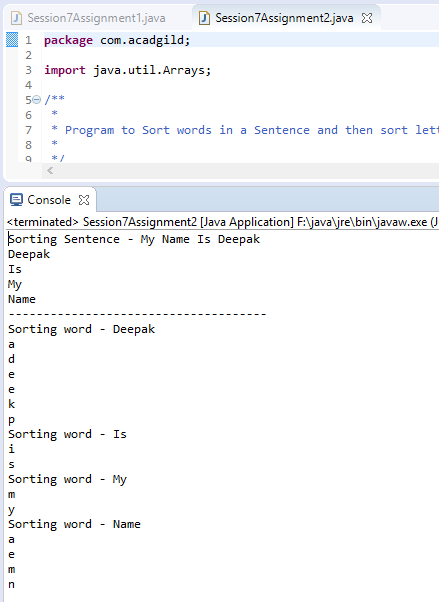 Session7Assignment1.java Session7Assignment2.java
1 package com.acadgild;
2
3 import java.util.Arrays;
4
5 /**
6 *
7 * Program to Sort words in a Sentence and then sort
8 *
9 */
Console
<terminated> Session7Assignment2 [Java Application] F:\java\jre\bin\javaw.exe (J
Sorting Sentence - My Name Is Deepak
Deepak
Is
My
Name
-------------------------------------
Sorting word - Deepak
a
d
e
e
k
p
Sorting word - Is
i
s
Sorting word - My
m
y
Sorting word - Name
a
e
m
n